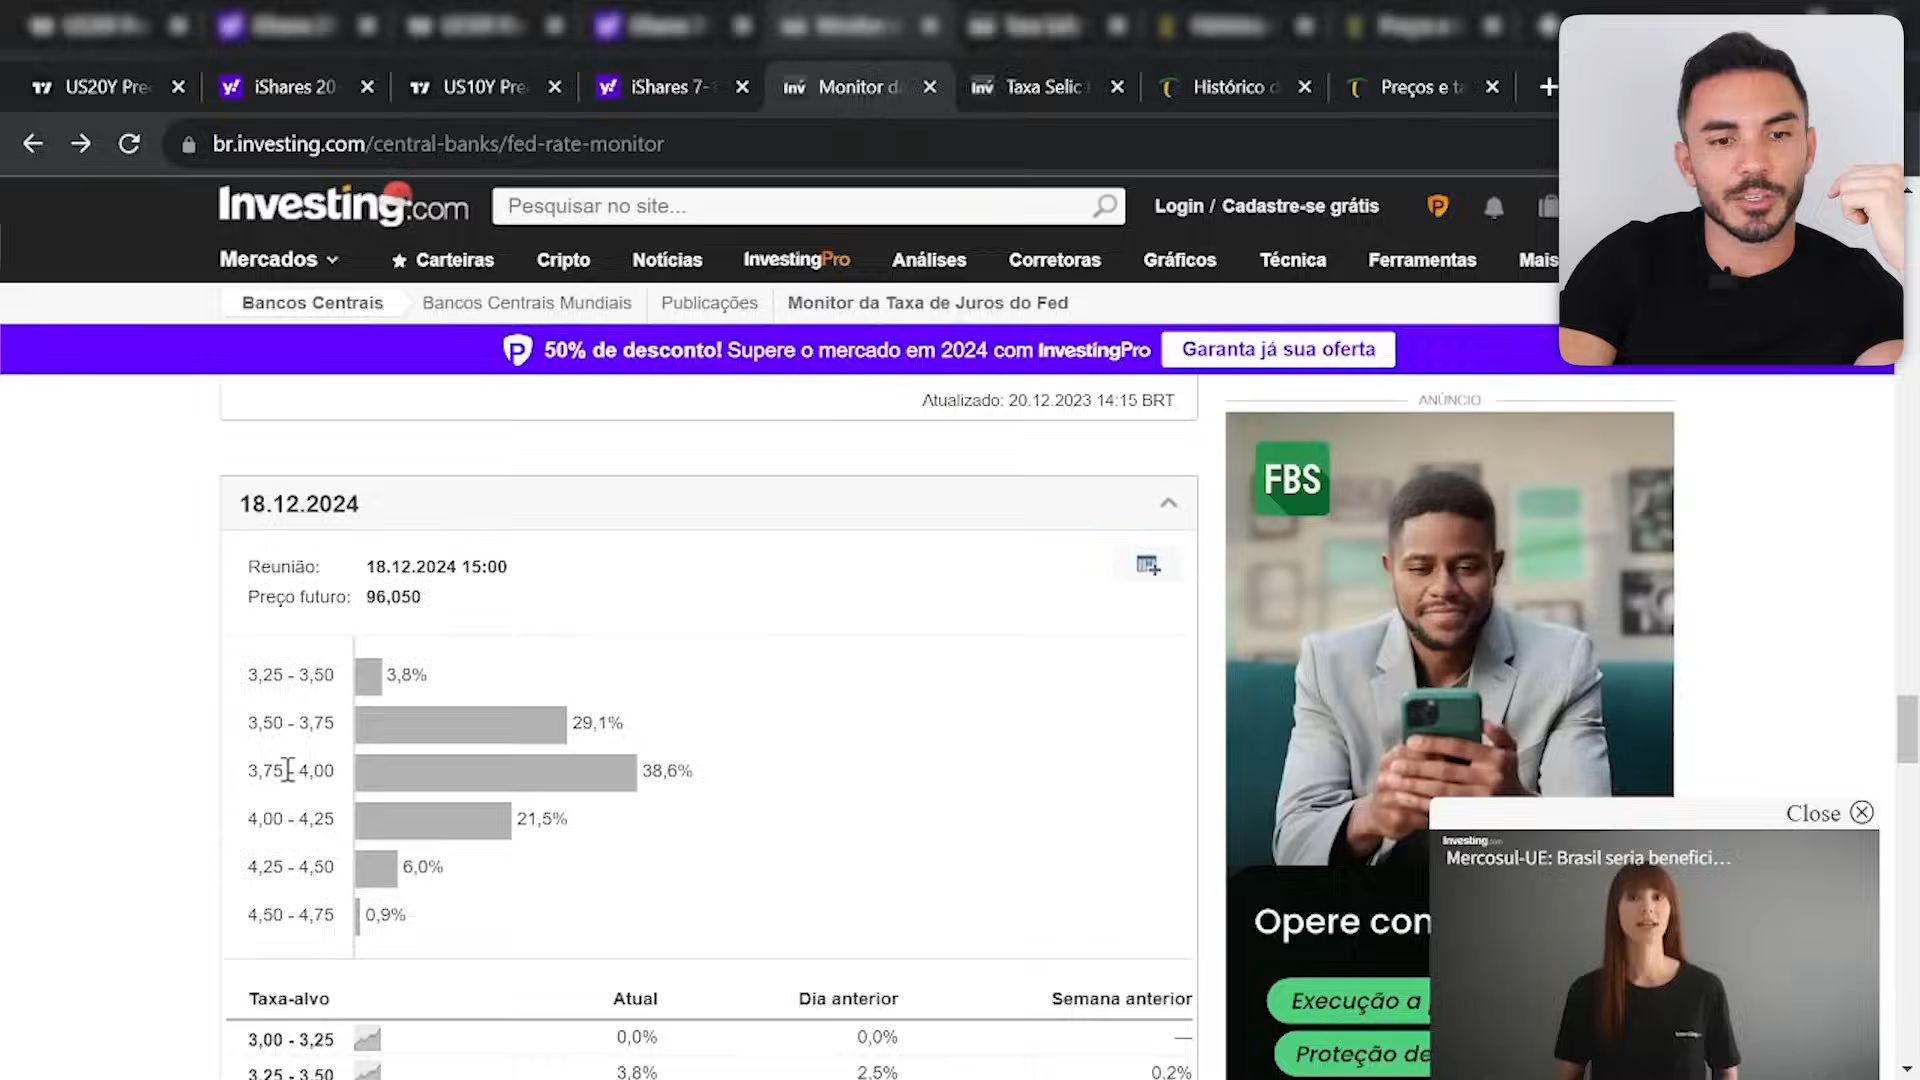 US20Y Pre
iShares 20
US10Y Pre
iShares 7-1
Monitor d
Taxa Selic
Histórico d
Preços e ta
br.investing.com/central-banks/fed-rate-monitor
Investing.com
Pesquisar no site...
Login / Cadastre-se grátis
Mercados
Carteiras
Cripto
Notícias
InvestingPro
Análises
Corretoras
Gráficos
Técnica
Ferramentas
Mais
Bancos Centrais
Bancos Centrais Mundiais
Publicações
Monitor da Taxa de Juros do Fed
50% de desconto! Supere o mercado em 2024 com InvestingPro
Garanta já sua oferta
Atualizado: 20.12.2023 14:15 BRT
ANÚNCIO
FBS
18.12.2024
Reunião: 18.12.2024 15:00
Preço futuro: 96,050
3,25 - 3,50 3,8%
3,50 - 3,75 29,1%
3,75 - 4,00 38,6%
4,00 - 4,25 21,5%
4,25 - 4,50 6,0%
4,50 - 4,75 0,9%
Taxa-alvo Atual Dia anterior Semana anterior
3,00 - 3,25 0,0% 0,0% —
3,25 - 3,50 3,8% 2,5% 0,2%
Close
Investing.com
Mercosul-UE: Brasil seria benefici...
Opere con
Execução a
Proteção de